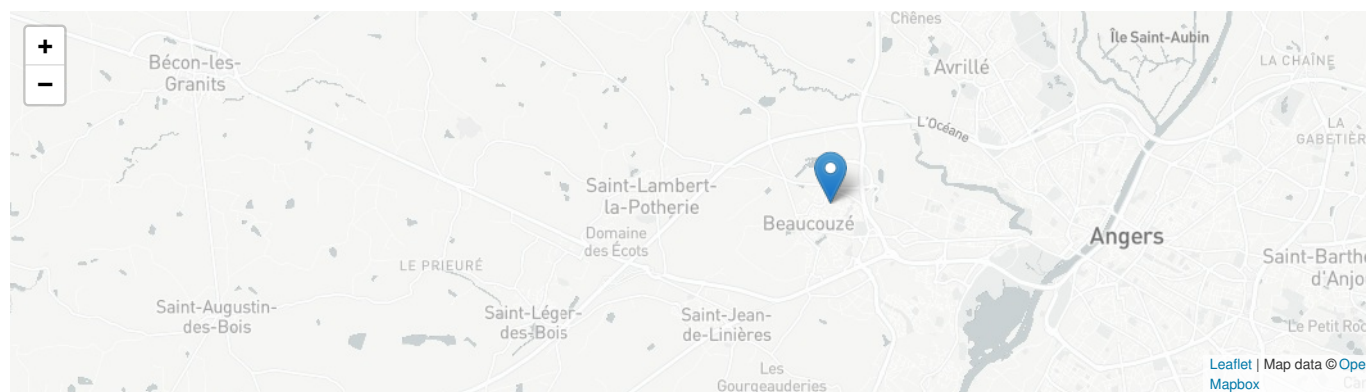 +
−
Chênes
Île Saint-Aubin
Bécon-les-
Granits
Avrillé
LA CHAÎNE
L'Océane
LA
GABETIÈR
Saint-Lambert-
la-Potherie
Beaucouzé
Domaine
des Écots
Angers
LE PRIEURÉ
Saint-Barthe
d'Anjo
Saint-Augustin-
des-Bois
Saint-Léger-
des-Bois
Saint-Jean-
de-Linières
Le Petit Roc
Les
Gourgeauderies
Leaflet | Map data © Ope
Mapbox